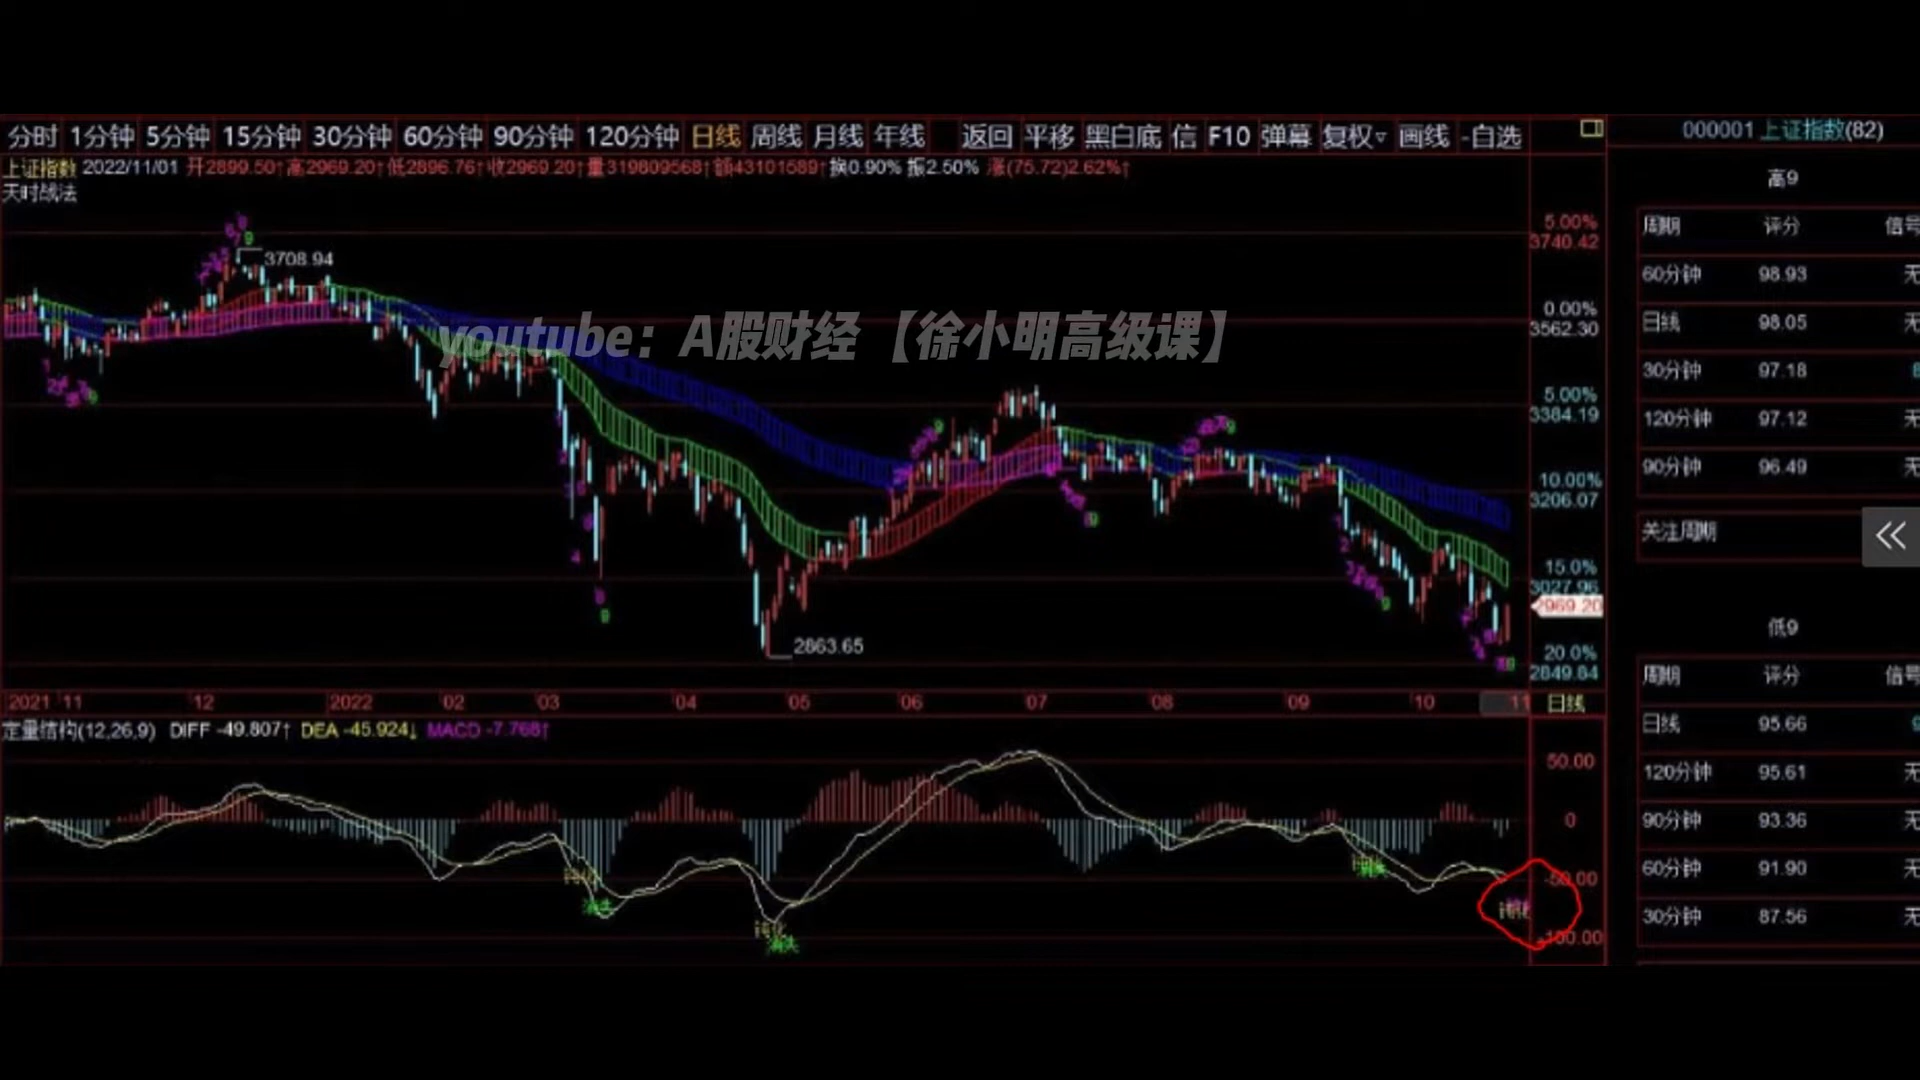 分时 1分钟 5分钟 15分钟 30分钟 60分钟 90分钟 120分钟 日线 周线 月线 年线 返回 平移 黑白底 信 F10 弹幕 复权▿ 画线 -自选
000001 上证指数(82)
上证指数 2022/11/01 开2899.50↑ 高2969.20↑ 低2896.76↑ 收2969.20↑ 量319809568↑ 额43101589↑ 换0.90% 振2.50% 涨(75.72)2.62%↑
天时战法
3708.94
2863.65
youtube：A股财经【徐小明高级课】
5.00%
3740.42
0.00%
3562.30
5.00%
3384.19
10.00%
3206.07
15.0%
3027.96
2969.20
20.0%
2849.84
2021 11 12 2022 02 03 04 05 06 07 08 09 10 11 日线
定量结构(12,26,9) DIFF -49.807↑ DEA -45.924↓ MACD -7.768↑
50.00
0
-50.00
-100.00
钝化
消失
高9
周期 评分 信号
60分钟 98.93 无
日线 98.05 无
30分钟 97.18 8
120分钟 97.12 无
90分钟 96.49 无
关注周期
低9
周期 评分 信号
日线 95.66 9
120分钟 95.61 无
90分钟 93.36 无
60分钟 91.90 无
30分钟 87.56 无